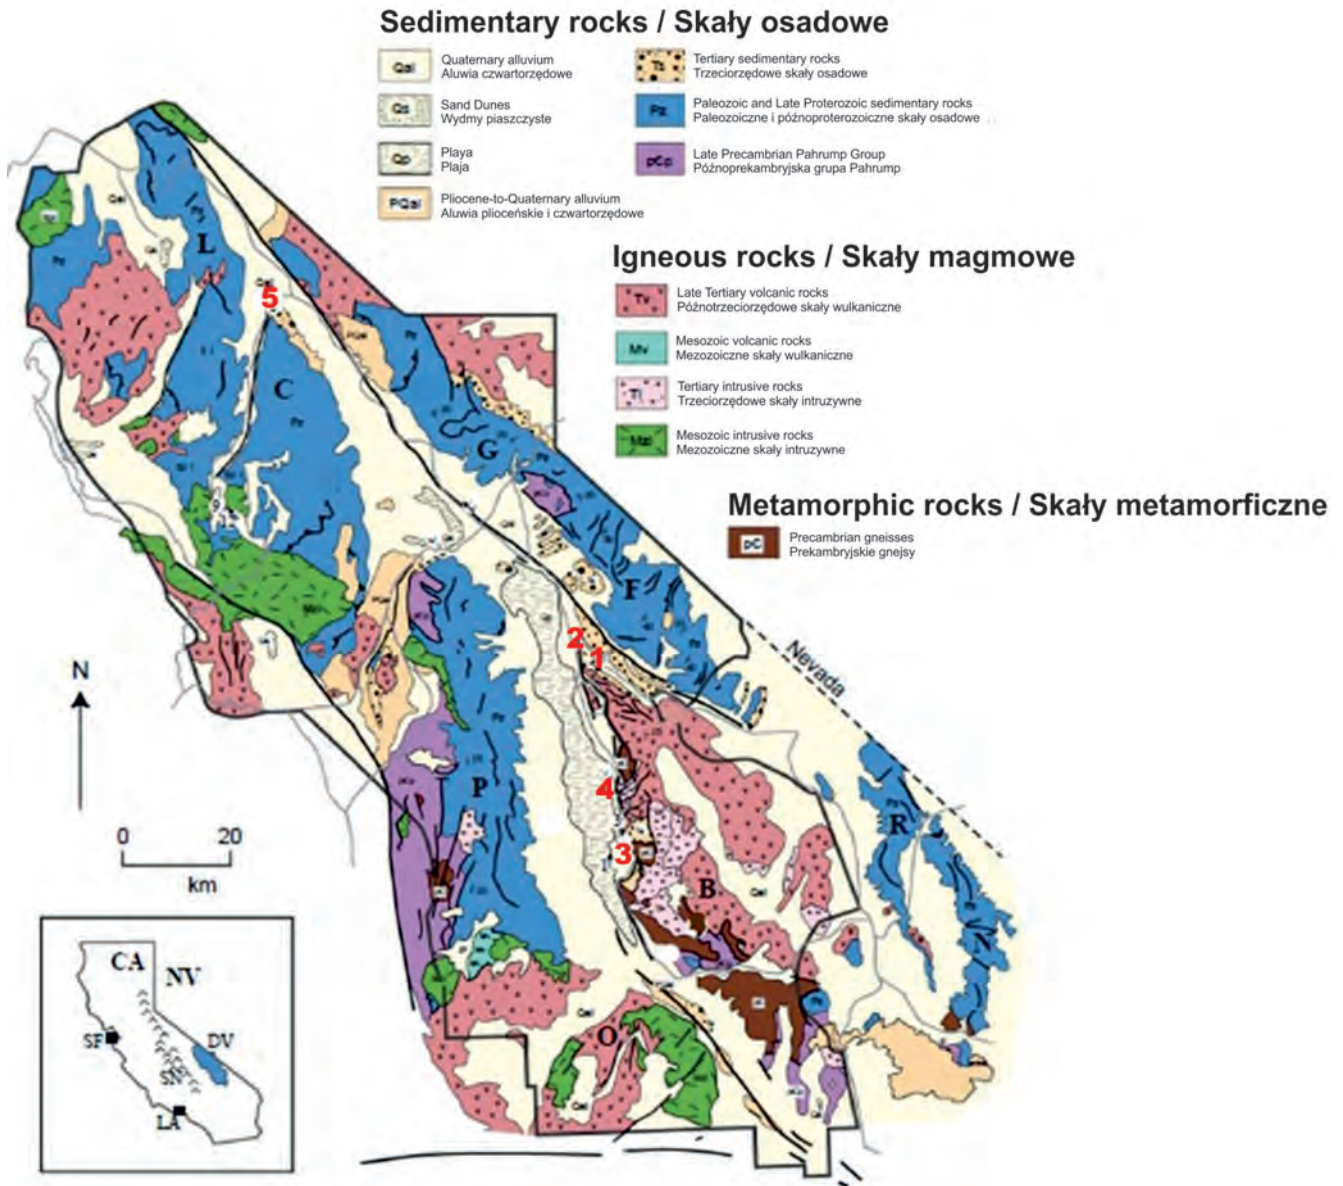 Sedimentary rocks / Skały osadowe
Qal
Quaternary alluvium
Aluwia czwartorzędowe
Qs
Sand Dunes
Wydmy piaszczyste
Qp
Playa
Plaja
PQal
Pliocene-to-Quaternary alluvium
Aluwia plioceńskie i czwartorzędowe
Ts
Tertiary sedimentary rocks
Trzeciorzędowe skały osadowe
Pz
Paleozoic and Late Proterozoic sedimentary rocks
Paleozoiczne i późnoproterozoiczne skały osadowe
pCp
Late Precambrian Pahrump Group
Późnoprekambryjska grupa Pahrump
Igneous rocks / Skały magmowe
Tv
Late Tertiary volcanic rocks
Późnotrzeciorzędowe skały wulkaniczne
Mv
Mesozoic volcanic rocks
Mezozoiczne skały wulkaniczne
Ti
Tertiary intrusive rocks
Trzeciorzędowe skały intruzywne
MzI
Mesozoic intrusive rocks
Mezozoiczne skały intruzywne
Metamorphic rocks / Skały metamorficzne
pC
Precambrian gneisses
Prekambryjskie gnejsy
L
5
C
G
F
2
1
Nevada
N
4
P
R
0 20
km
3
B
N
O
CA
NV
SF
DV
SN
LA